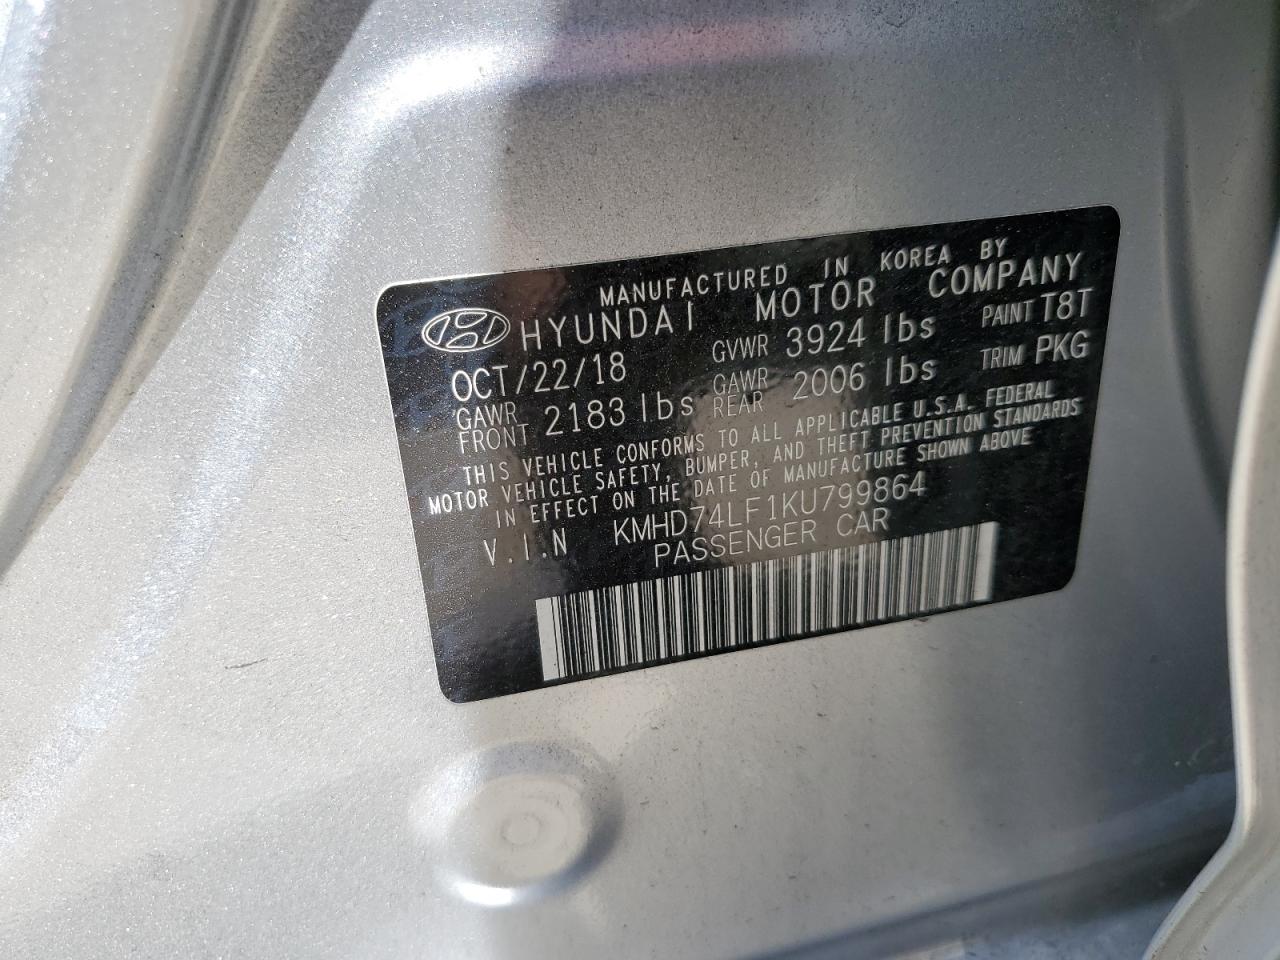 MANUFACTURED IN KOREA BY
HYUNDAI MOTOR COMPANY
OCT/22/18 GVWR 3924 lbs PAINT T8T
GAWR FRONT 2183 lbs GAWR REAR 2006 lbs TRIM PKG
THIS VEHICLE CONFORMS TO ALL APPLICABLE U.S.A. FEDERAL
MOTOR VEHICLE SAFETY, BUMPER, AND THEFT PREVENTION STANDARDS
IN EFFECT ON THE DATE OF MANUFACTURE SHOWN ABOVE
V.I.N KMHD74LF1KU799864
PASSENGER CAR